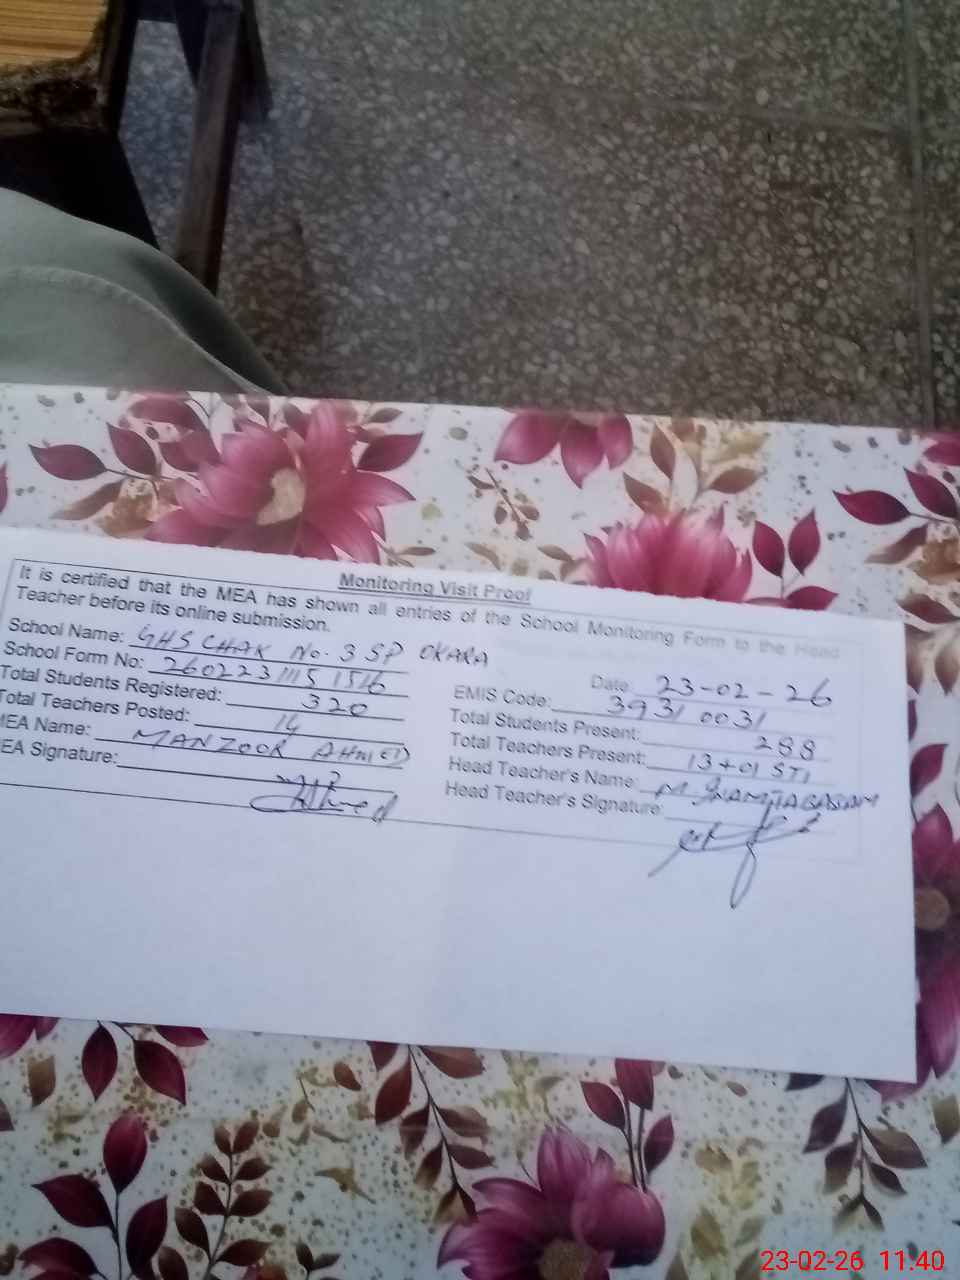 Monitoring Visit Proof
It is certified that the MEA has shown all entries of the School Monitoring Form to the Head
Teacher before its online submission.
Date 23-02-26
School Name: GHS CHAK No. 3 SP OKARA
EMIS Code: 39310031
School Form No: 26022311151516
Total Students Present: 288
Total Students Registered: 320
Total Teachers Present: 13+01 STI
Total Teachers Posted: 14
Head Teacher's Name: M.
MEA Name: MANZOOR AHMED
Head Teacher's Signature:
EA Signature:
23-02-26 11.40